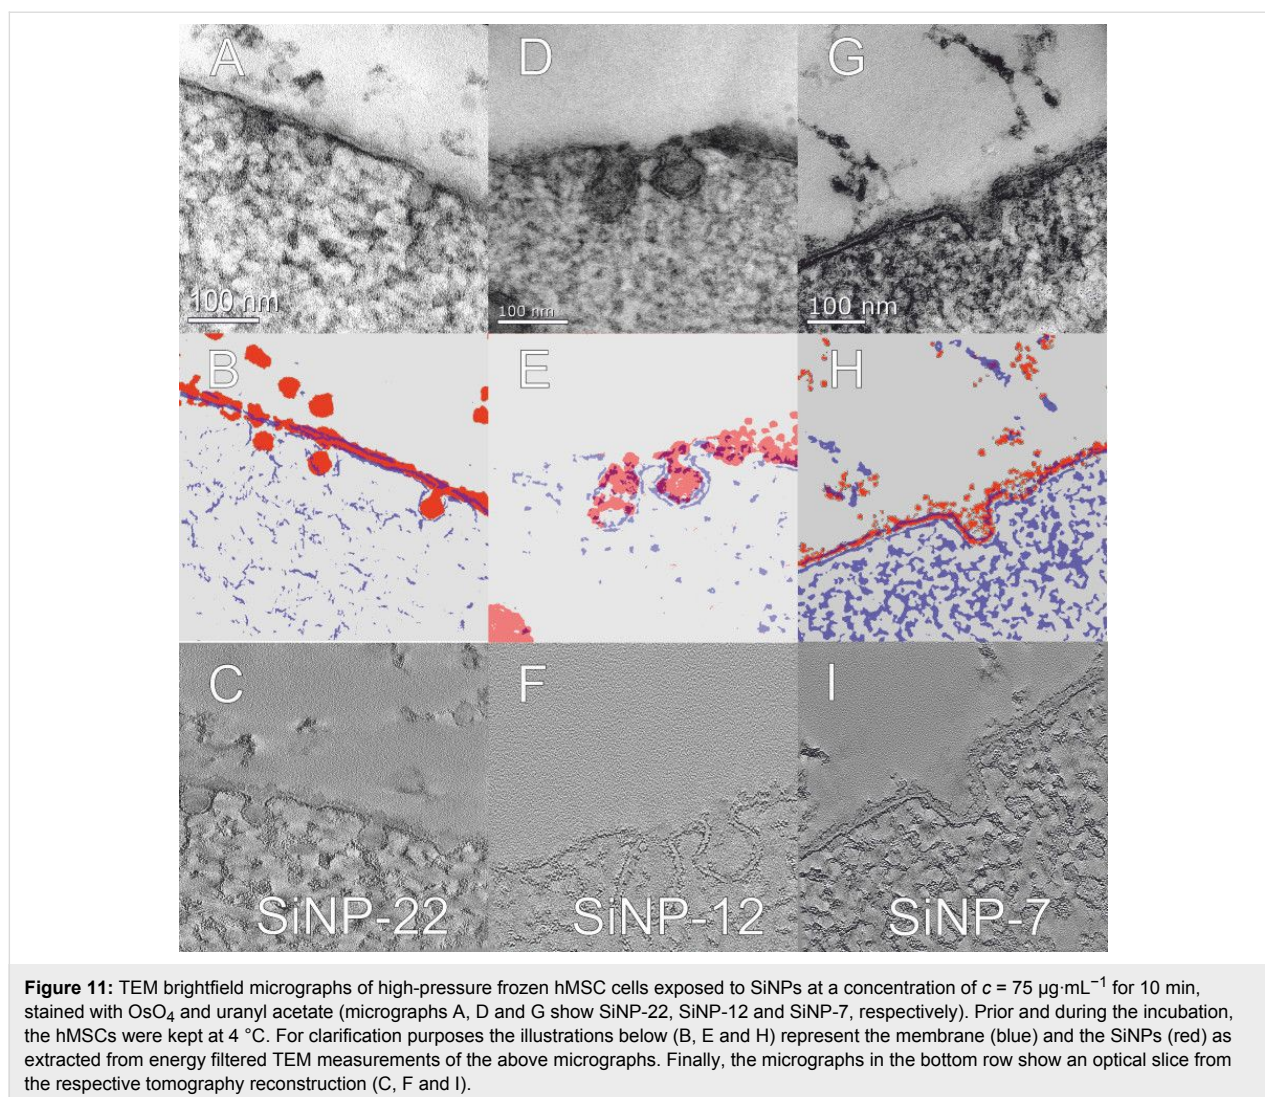 A
D
G
100 nm
100 nm
100 nm
B
E
H
C
F
I
SiNP-22
SiNP-12
SiNP-7
Figure 11: TEM brightfield micrographs of high-pressure frozen hMSC cells exposed to SiNPs at a concentration of c = 75 µg·mL⁻¹ for 10 min,
stained with OsO₄ and uranyl acetate (micrographs A, D and G show SiNP-22, SiNP-12 and SiNP-7, respectively). Prior and during the incubation,
the hMSCs were kept at 4 °C. For clarification purposes the illustrations below (B, E and H) represent the membrane (blue) and the SiNPs (red) as
extracted from energy filtered TEM measurements of the above micrographs. Finally, the micrographs in the bottom row show an optical slice from
the respective tomography reconstruction (C, F and I).